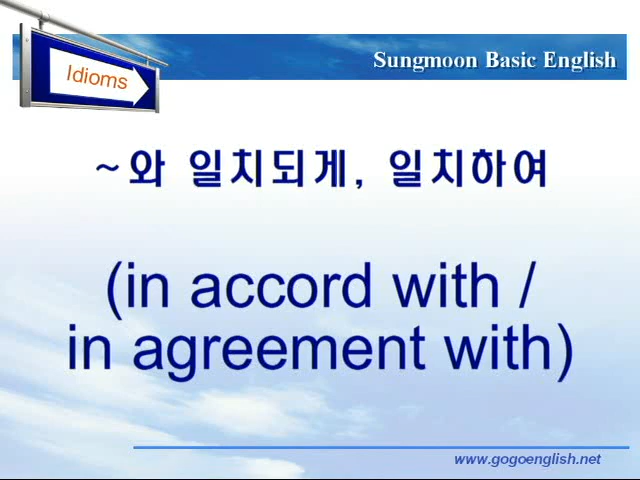 Idioms
Sungmoon Basic English
~와 일치되게, 일치하여
(in accord with /
in agreement with)
www.gogoenglish.net